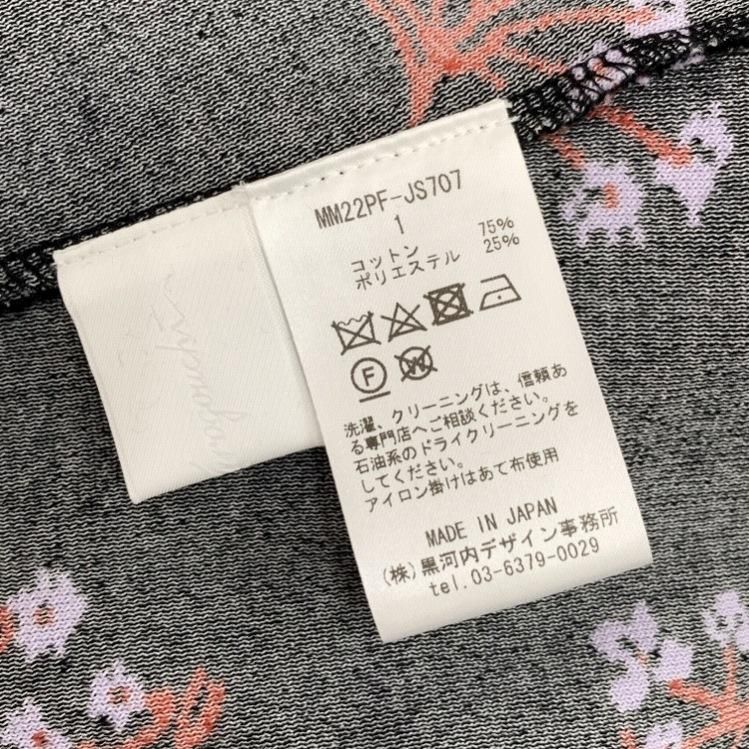 MM22PF-JS707
1
コットン 75%
ポリエステル 25%
F
W
洗濯、クリーニングは、信頼あ
る専門店へご相談ください。
石油系のドライクリーニングを
してください。
アイロン掛けはあて布使用
MADE IN JAPAN
(株)黒河内デザイン事務所
tel.03-6379-0029